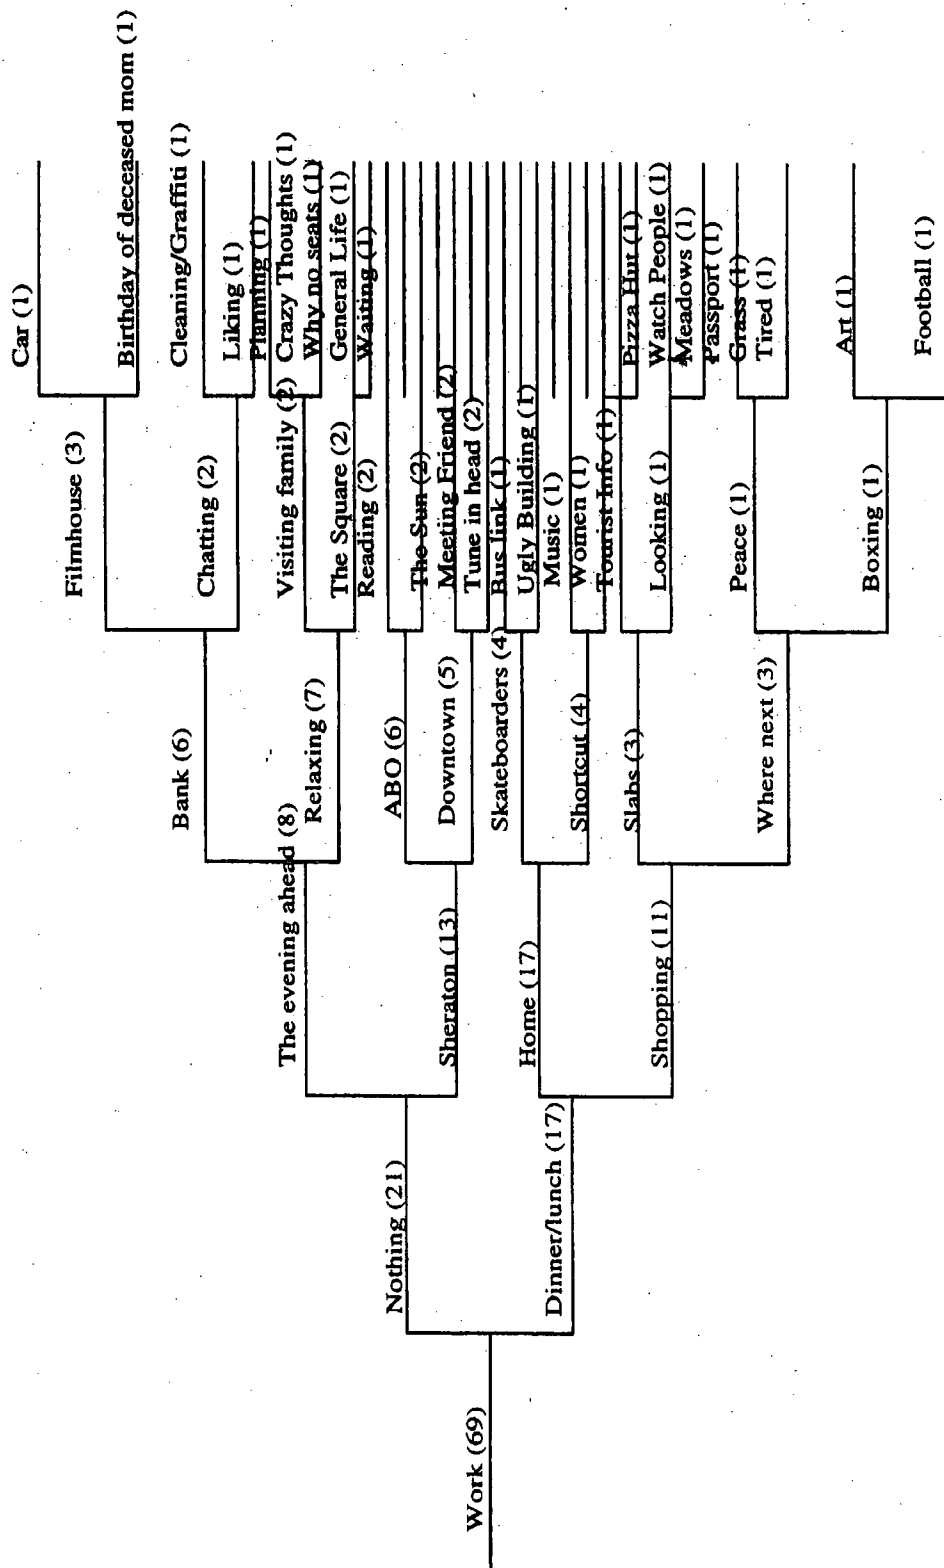 Work (69)
Nothing (21)
Dinner/lunch (17)
The evening ahead (8)
Sheraton (13)
Home (17)
Shopping (11)
Bank (6)
Relaxing (7)
ABO (6)
Downtown (5)
Skateboarders (4)
Shortcut (4)
Slabs (3)
Where next (3)
Filmhouse (3)
Chatting (2)
Visiting family (2)
The Square (2)
Reading (2)
The Sun (2)
Meeting Friend (2)
Tune in head (2)
Bus link (1)
Ugly Building (1)
Music (1)
Women (1)
Tourist Info (1)
Looking (1)
Peace (1)
Boxing (1)
Car (1)
Birthday of deceased mom (1)
Cleaning/Graffiti (1)
Liking (1)
Planning (1)
Crazy Thoughts (1)
Why no seats (1)
General Life (1)
Waiting (1)
Pizza Hut (1)
Watch People (1)
Meadows (1)
Passport (1)
Grass (1)
Tired (1)
Art (1)
Football (1)